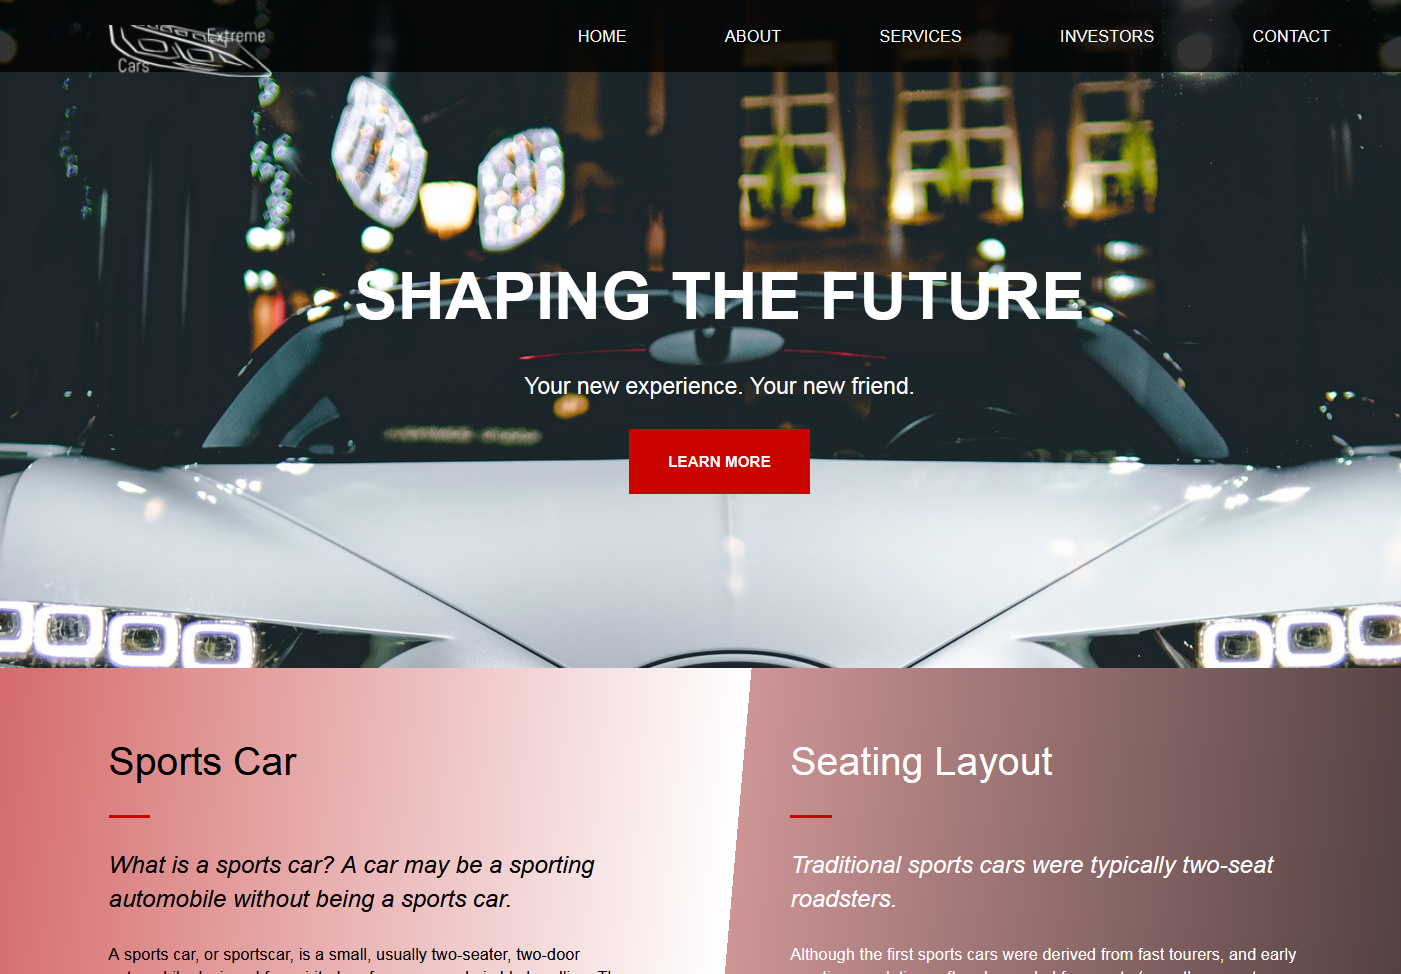 Extreme
Cars
HOME ABOUT SERVICES INVESTORS CONTACT
SHAPING THE FUTURE
Your new experience. Your new friend.
LEARN MORE
Sports Car
What is a sports car? A car may be a sporting
automobile without being a sports car.
A sports car, or sportscar, is a small, usually two-seater, two-door
Seating Layout
Traditional sports cars were typically two-seat
roadsters.
Although the first sports cars were derived from fast tourers, and early